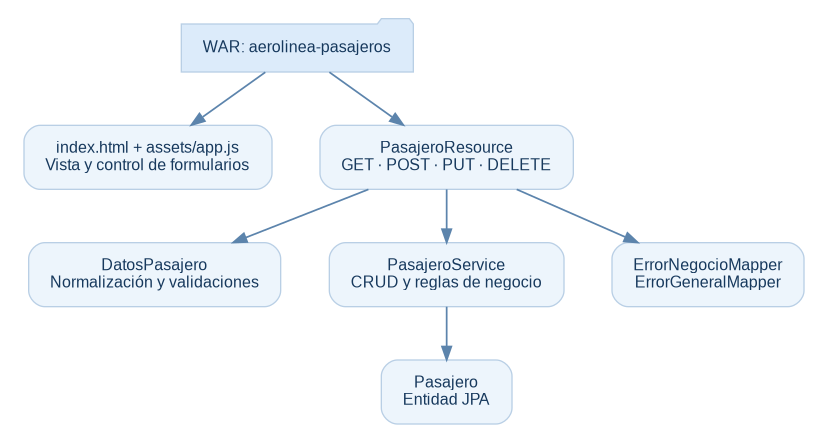 WAR: aerolinea-pasajeros
index.html + assets/app.js
Vista y control de formularios
PasajeroResource
GET · POST · PUT · DELETE
DatosPasajero
Normalización y validaciones
PasajeroService
CRUD y reglas de negocio
ErrorNegocioMapper
ErrorGeneralMapper
Pasajero
Entidad JPA